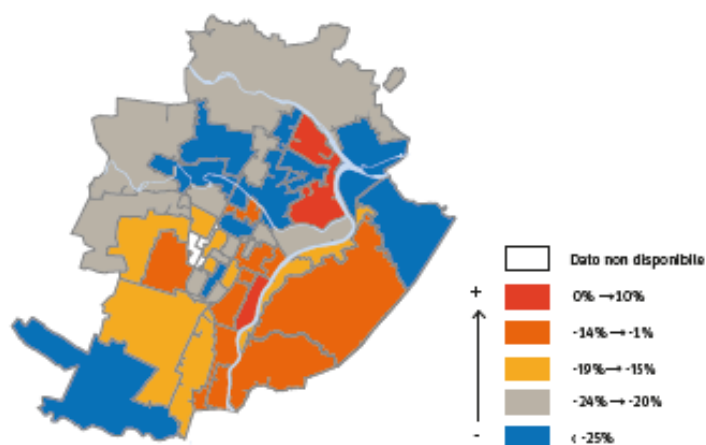 Dato non disponibile
+
0% → 10%
-14% → -1%
-19% → -15%
-24% → -20%
-
< -25%